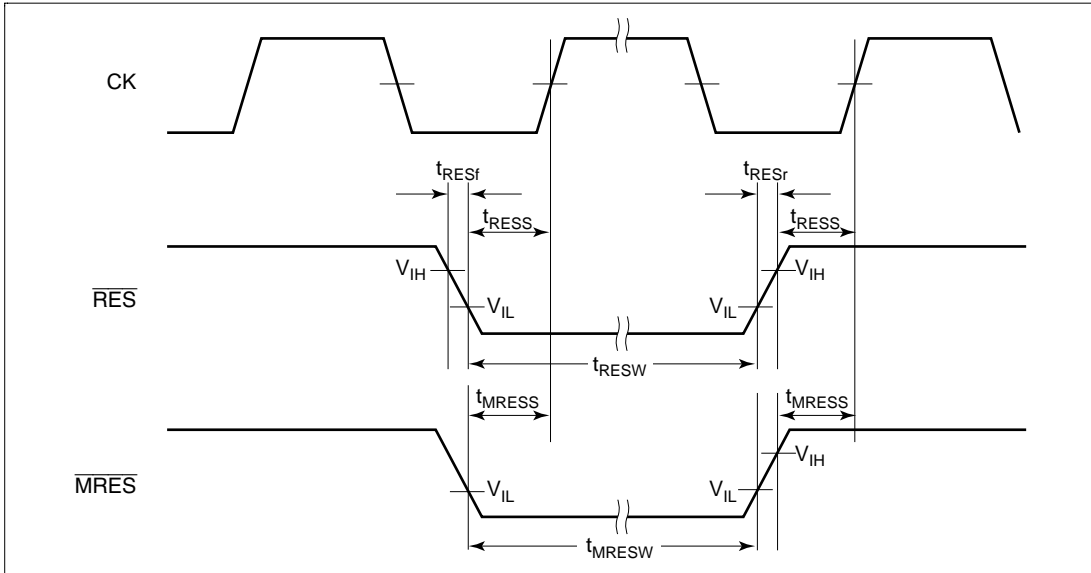 CK
tRESf
tRESr
tRESS
tRESS
VIH
VIH
RES
VIL
VIL
tRESW
tMRESS
tMRESS
VIH
MRES
VIL
VIL
tMRESW